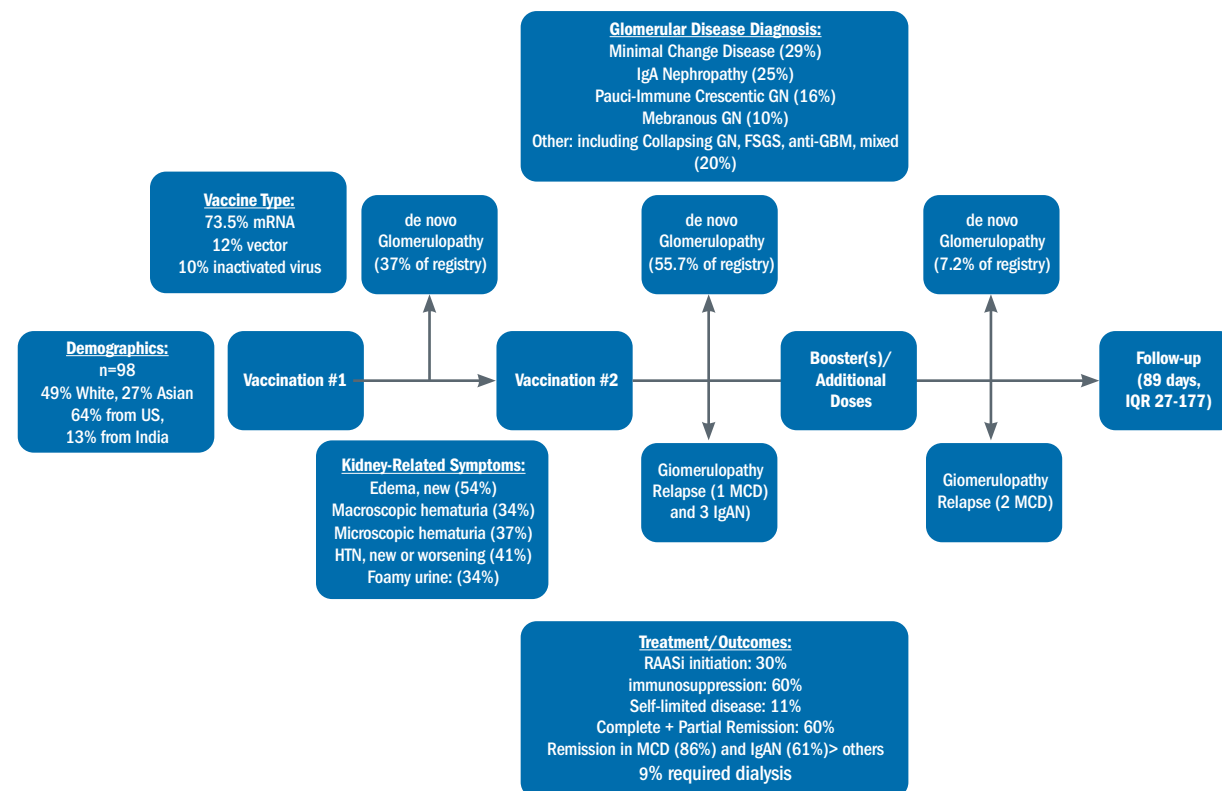 Glomerular Disease Diagnosis:
Minimal Change Disease (29%)
IgA Nephropathy (25%)
Pauci-Immune Crescentic GN (16%)
Mebranous GN (10%)
Other: including Collapsing GN, FSGS, anti-GBM, mixed
(20%)
Vaccine Type:
73.5% mRNA
12% vector
10% inactivated virus
de novo
Glomerulopathy
(37% of registry)
de novo
Glomerulopathy
(55.7% of registry)
de novo
Glomerulopathy
(7.2% of registry)
Demographics:
n=98
49% White, 27% Asian
64% from US,
13% from India
Vaccination #1
Vaccination #2
Booster(s)/
Additional
Doses
Follow-up
(89 days,
IQR 27-177)
Kidney-Related Symptoms:
Edema, new (54%)
Macroscopic hematuria (34%)
Microscopic hematuria (37%)
HTN, new or worsening (41%)
Foamy urine: (34%)
Giomerulopathy
Relapse (1 MCD)
and 3 IgAN)
Giomerulopathy
Relapse (2 MCD)
Treatment/Outcomes:
RAASi initiation: 30%
immunosuppression: 60%
Self-limited disease: 11%
Complete + Partial Remission: 60%
Remission in MCD (86%) and IgAN (61%)> others
9% required dialysis